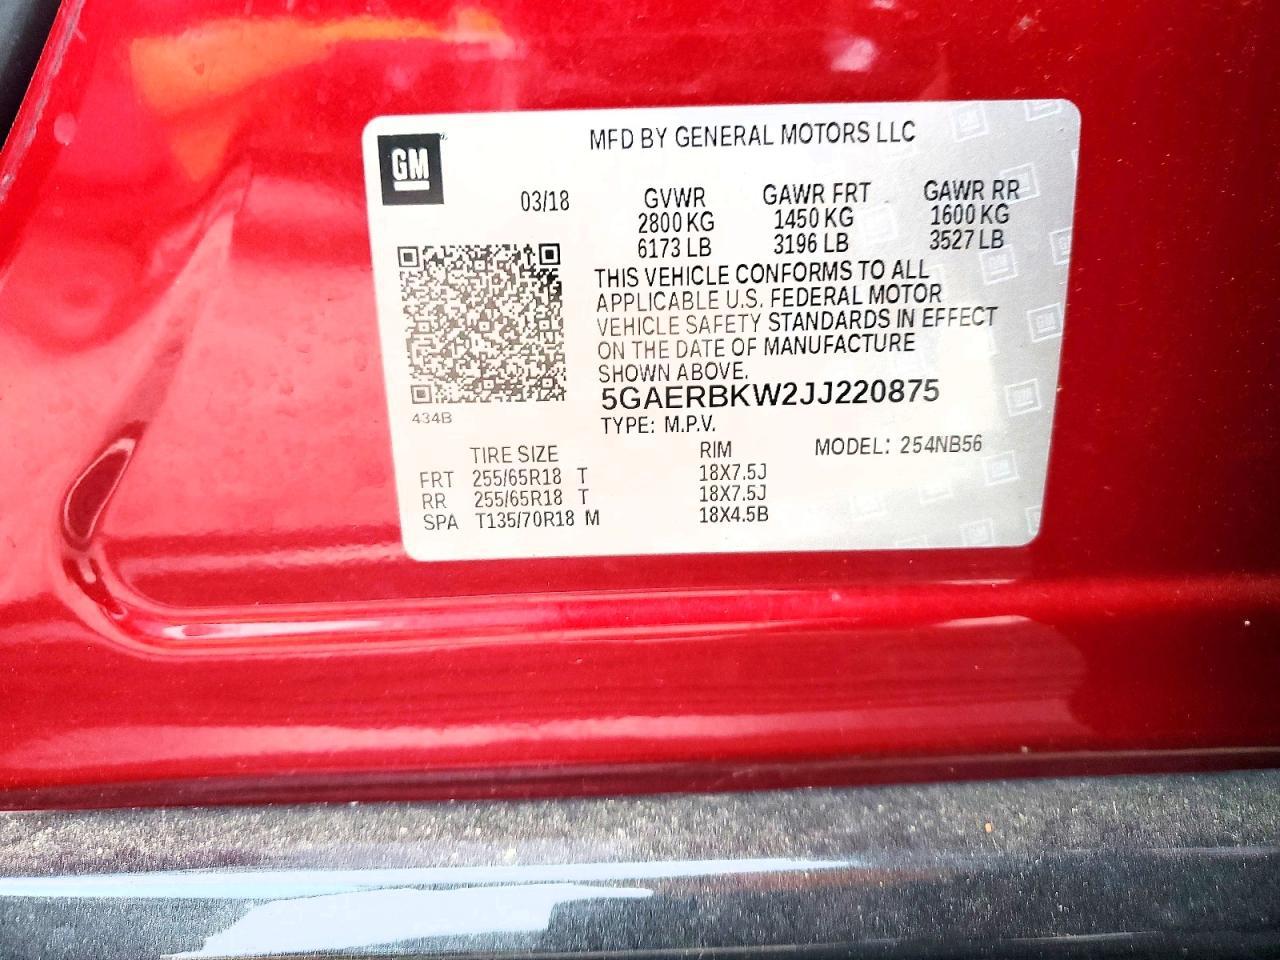 GM
MFD BY GENERAL MOTORS LLC
03/18 GVWR GAWR FRT GAWR RR
2800 KG 1450 KG 1600 KG
6173 LB 3196 LB 3527 LB
THIS VEHICLE CONFORMS TO ALL
APPLICABLE U.S. FEDERAL MOTOR
VEHICLE SAFETY STANDARDS IN EFFECT
ON THE DATE OF MANUFACTURE
SHOWN ABOVE.
5GAERBKW2JJ220875
434B
TYPE: M.P.V.
TIRE SIZE RIM MODEL: 254NB56
FRT 255/65R18 T 18X7.5J
RR 255/65R18 T 18X7.5J
SPA T135/70R18 M 18X4.5B